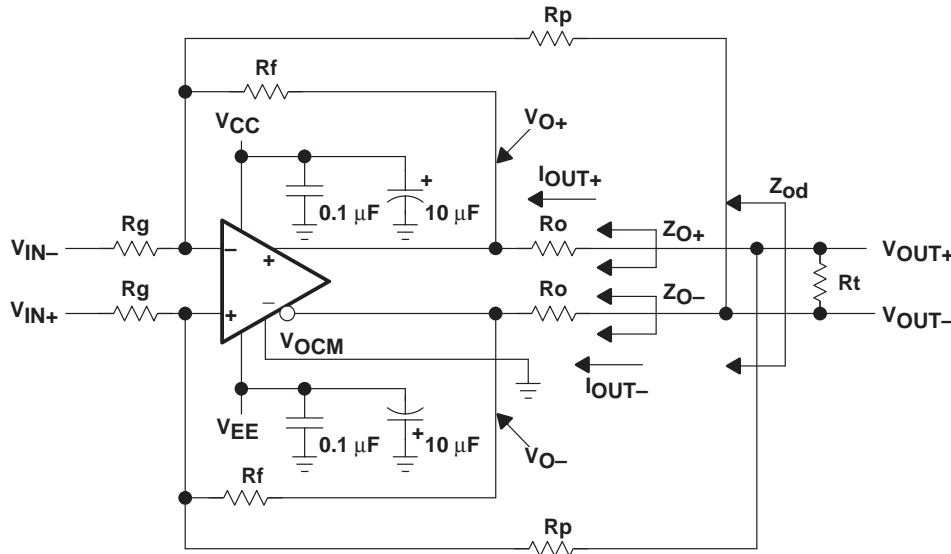 Rp
Rf
VCC
VO+
IOUT+
Zod
+
0.1 μF
10 μF
Rg
Ro
ZO+
VIN–
–
+
VOUT+
Rt
Rg
Ro
ZO–
VIN+
+
–
VOUT–
VOCM
IOUT–
VEE
0.1 μF
+
10 μF
VO–
Rf
Rp